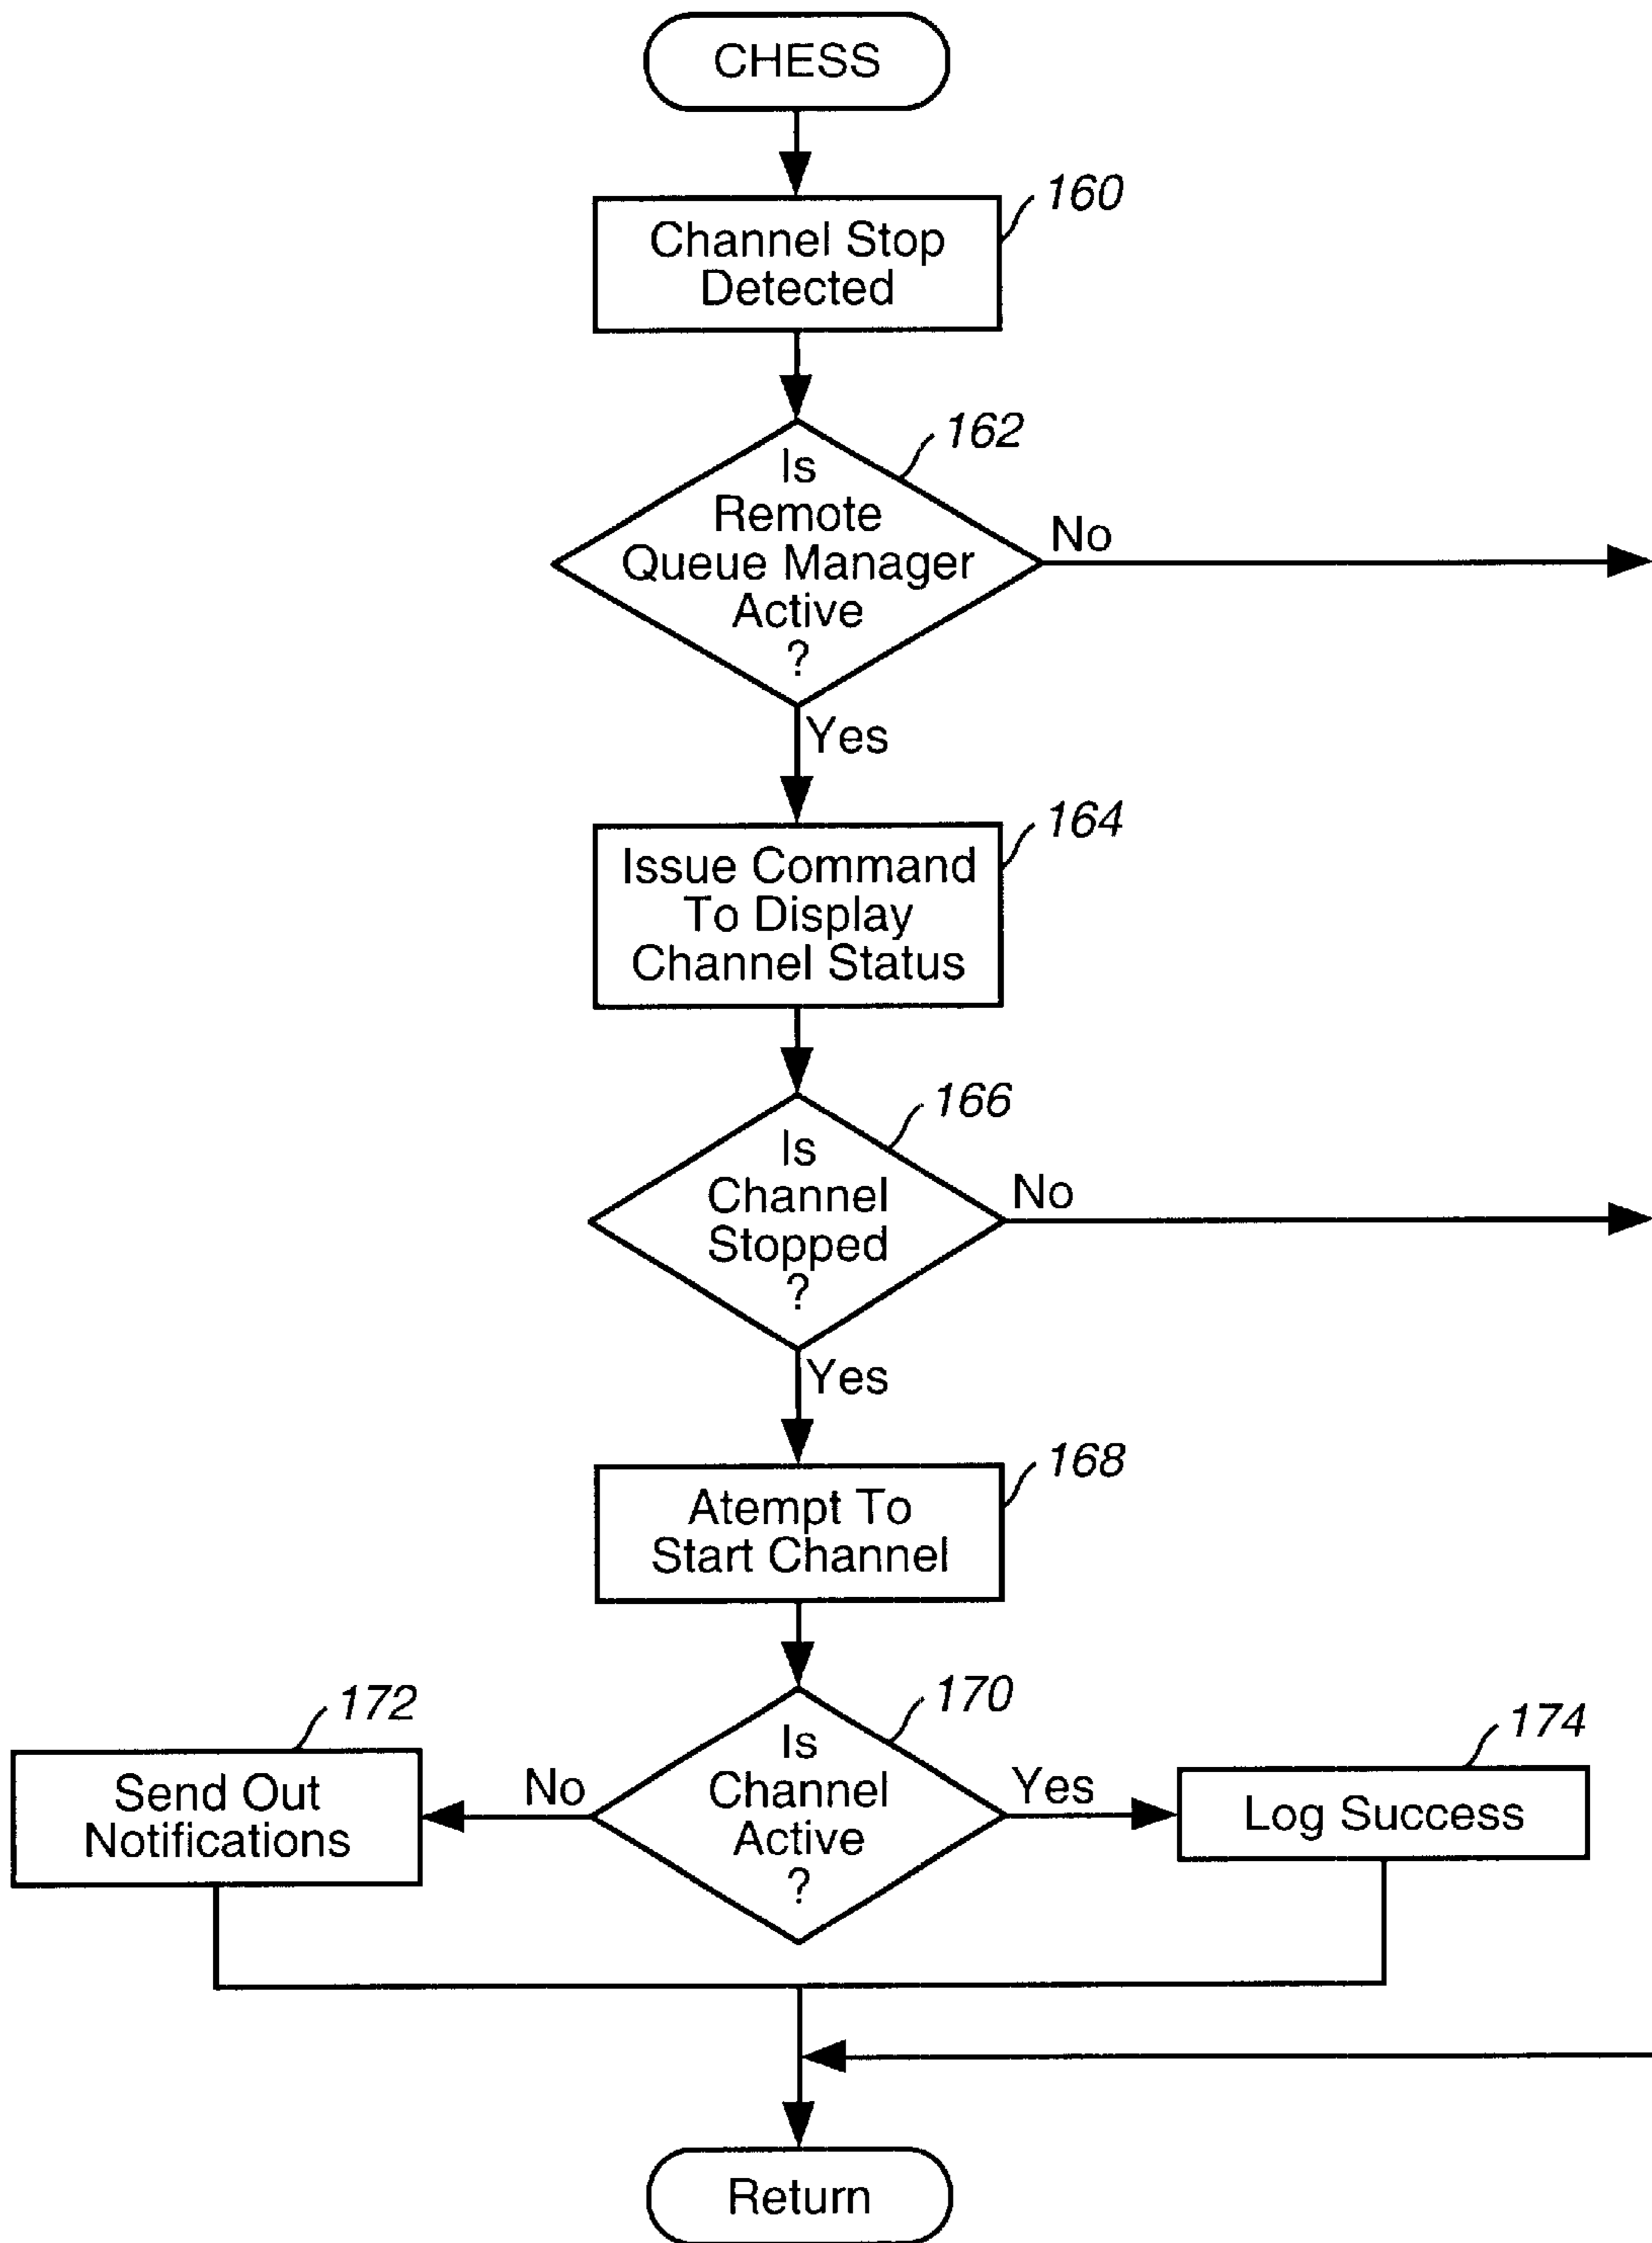 CHESS
160
Channel Stop
Detected
162
Is
Remote
Queue Manager
Active
?
No
Yes
164
Issue Command
To Display
Channel Status
166
Is
Channel
Stopped
?
No
Yes
168
Atempt To
Start Channel
172
Send Out
Notifications
No
170
Is
Channel
Active
?
Yes
174
Log Success
Return